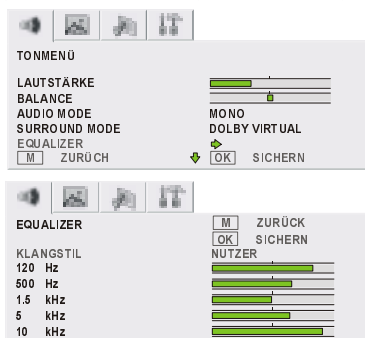 TONMENÜ
LAUTSTÄRKE
BALANCE
AUDIO MODE MONO
SURROUND MODE DOLBY VIRTUAL
EQUALIZER
M ZURÜCH OK SICHERN
EQUALIZER M ZURÜCK
OK SICHERN
KLANGSTIL NUTZER
120 Hz
500 Hz
1.5 kHz
5 kHz
10 kHz